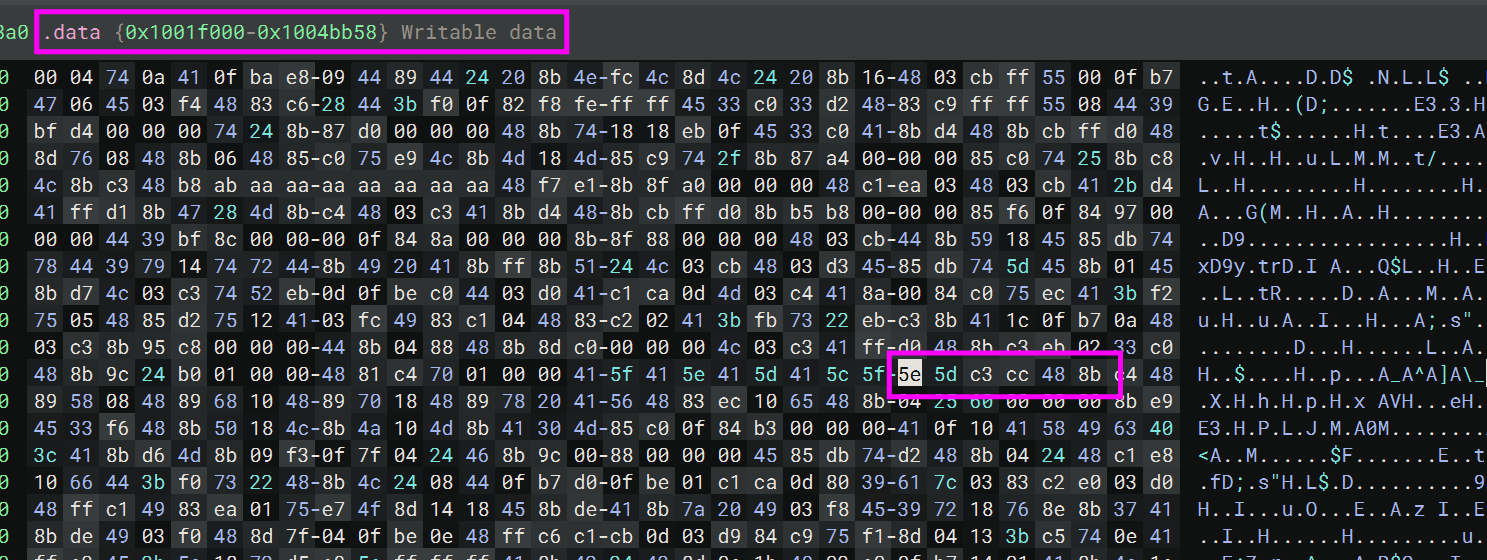 8a0 .data {0x1001f000-0x1004bb58} Writable data
0 00 04 74 0a 41 0f ba e8-09 44 89 44 24 20 8b 4e-fc 4c 8d 4c 24 20 8b 16-48 03 cb ff 55 00 0f b7 ..t.A....D.D$ .N.L.L$ ..
0 47 06 45 03 f4 48 83 c6-28 44 3b f0 0f 82 f8 fe-ff ff 45 33 c0 33 d2 48-83 c9 ff ff 55 08 44 39 G.E..H..(D;.......E3.3.H
0 bf d4 00 00 00 74 24 8b-87 d0 00 00 00 48 8b 74-18 18 eb 0f 45 33 c0 41-8b d4 48 8b cb ff d0 48 .....t$......H.t....E3.A
0 8d 76 08 48 8b 06 48 85-c0 75 e9 4c 8b 4d 18 4d-85 c9 74 2f 8b 87 a4 00-00 00 85 c0 74 25 8b c8 .v.H..H..u.L.M.M..t/....
0 4c 8b c3 48 b8 ab aa aa-aa aa aa aa aa 48 f7 e1-8b 8f a0 00 00 00 48 c1-ea 03 48 03 cb 41 2b d4 L..H.........H........H.
0 41 ff d1 8b 47 28 4d 8b-c4 48 03 c3 41 8b d4 48-8b cb ff d0 8b b5 b8 00-00 00 85 f6 0f 84 97 00 A...G(M..H..A..H........
0 00 00 44 39 bf 8c 00 00-00 0f 84 8a 00 00 00 8b-8f 88 00 00 00 48 03 cb-44 8b 59 18 45 85 db 74 ..D9.................H..
0 78 44 39 79 14 74 72 44-8b 49 20 41 8b ff 8b 51-24 4c 03 cb 48 03 d3 45-85 db 74 5d 45 8b 01 45 xD9y.trD.I A...Q$L..H..E
0 8b d7 4c 03 c3 74 52 eb-0d 0f be c0 44 03 d0 41-c1 ca 0d 4d 03 c4 41 8a-00 84 c0 75 ec 41 3b f2 ..L..tR.....D..A...M..A.
0 75 05 48 85 d2 75 12 41-03 fc 49 83 c1 04 48 83-c2 02 41 3b fb 73 22 eb-c3 8b 41 1c 0f b7 0a 48 u.H..u.A..I...H...A;.s".
0 03 c3 8b 95 c8 00 00 00-44 8b 04 88 48 8b 8d c0-00 00 00 4c 03 c3 41 ff-d0 48 8b c3 eb 02 33 c0 ........D...H......L..A.
0 48 8b 9c 24 b0 01 00 00-48 81 c4 70 01 00 00 41-5f 41 5e 41 5d 41 5c 5f-5e 5d c3 cc 48 8b c4 48 H..$....H..p...A_A^A]A\_
0 89 58 08 48 89 68 10 48-89 70 18 48 89 78 20 41-56 48 83 ec 10 65 48 8b-04 25 60 00 00 00 8b e9 .X.H.h.H.p.H.x AVH...eH.
0 45 33 f6 48 8b 50 18 4c-8b 4a 10 4d 8b 41 30 4d-85 c0 0f 84 b3 00 00 00-41 0f 10 41 58 49 63 40 E3.H.P.L.J.M.A0M........
0 3c 41 8b d6 4d 8b 09 f3-0f 7f 04 24 46 8b 9c 00-88 00 00 00 45 85 db 74-d2 48 8b 04 24 48 c1 e8 <A..M......$F.......E..t
0 10 66 44 3b f0 73 22 48-8b 4c 24 08 44 0f b7 d0-0f be 01 c1 ca 0d 80 39-61 7c 03 83 c2 e0 03 d0 .fD;.s"H.L$.D..........9
0 48 ff c1 49 83 ea 01 75-e7 4f 8d 14 18 45 8b de-41 8b 7a 20 49 03 f8 45-39 72 18 76 8e 8b 37 41 H..I...u.O...E..A.z I..E
0 8b de 49 03 f0 48 8d 7f-04 0f be 0e 48 ff c6 c1-cb 0d 03 d9 84 c9 75 f1-8d 04 13 3b c5 74 0e 41 ..I..H......H.........u.